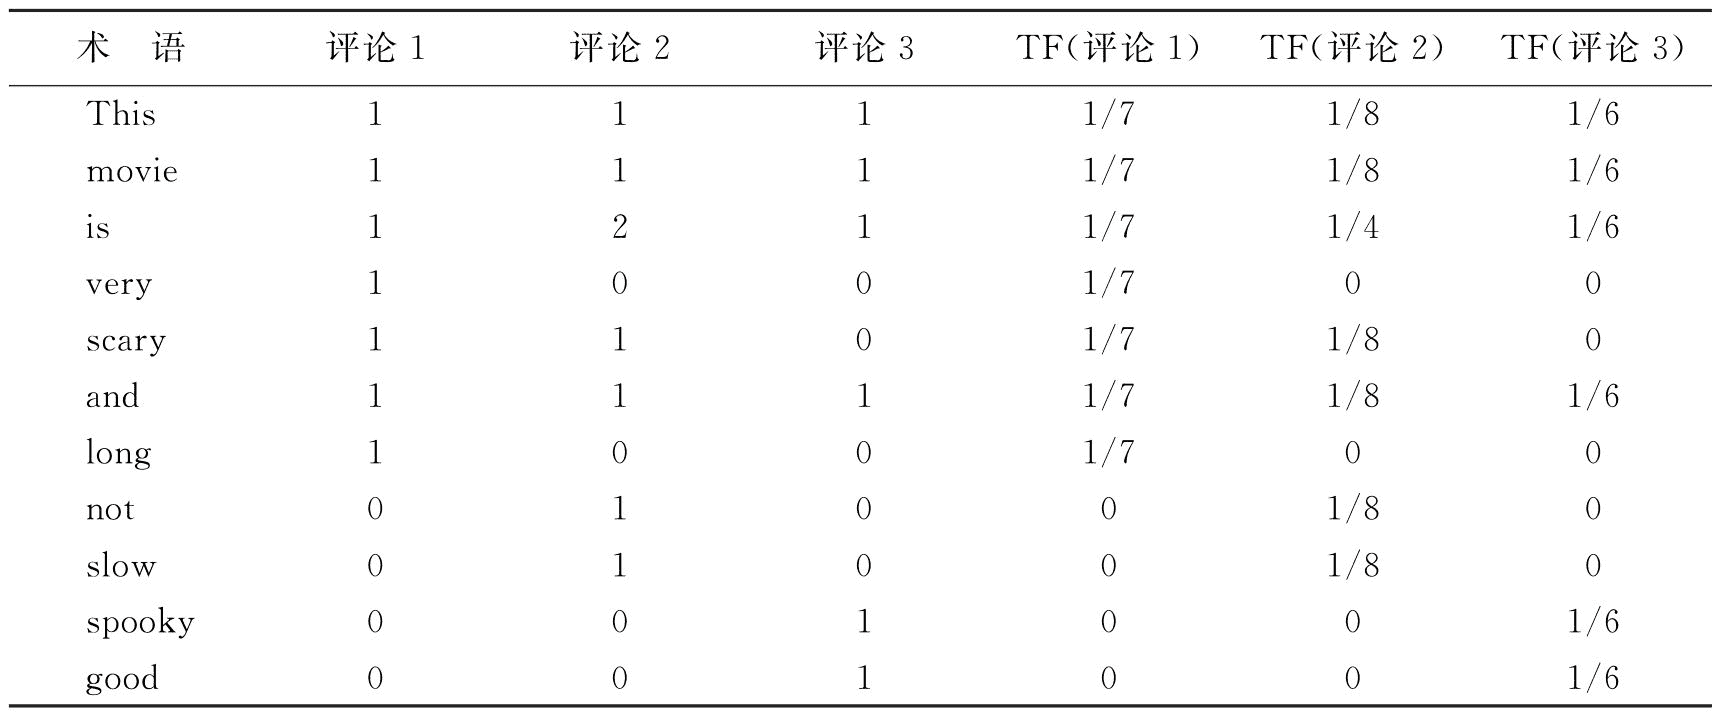 术 语 评论1 评论2 评论3 TF(评论1) TF(评论2) TF(评论3)
This 1 1 1 1/7 1/8 1/6
movie 1 1 1 1/7 1/8 1/6
is 1 2 1 1/7 1/4 1/6
very 1 0 0 1/7 0 0
scary 1 1 0 1/7 1/8 0
and 1 1 1 1/7 1/8 1/6
long 1 0 0 1/7 0 0
not 0 1 0 0 1/8 0
slow 0 1 0 0 1/8 0
spooky 0 0 1 0 0 1/6
good 0 0 1 0 0 1/6